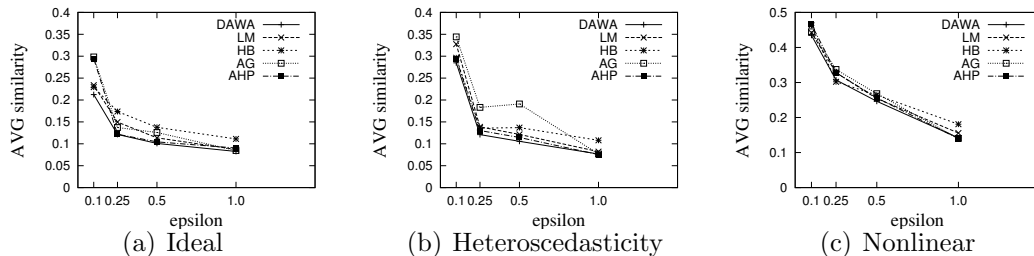 AVG similarity
0.4
0.35
0.3
0.25
0.2
0.15
0.1
0.05
0
0.1 0.25 0.5 1.0
epsilon
DAWA
LM
HB
AG
AHP
(a) Ideal
AVG similarity
0.4
0.35
0.3
0.25
0.2
0.15
0.1
0.05
0
0.1 0.25 0.5 1.0
epsilon
DAWA
LM
HB
AG
AHP
(b) Heteroscedasticity
AVG similarity
0.5
0.4
0.3
0.2
0.1
0
0.1 0.25 0.5 1.0
epsilon
DAWA
LM
HB
AG
AHP
(c) Nonlinear